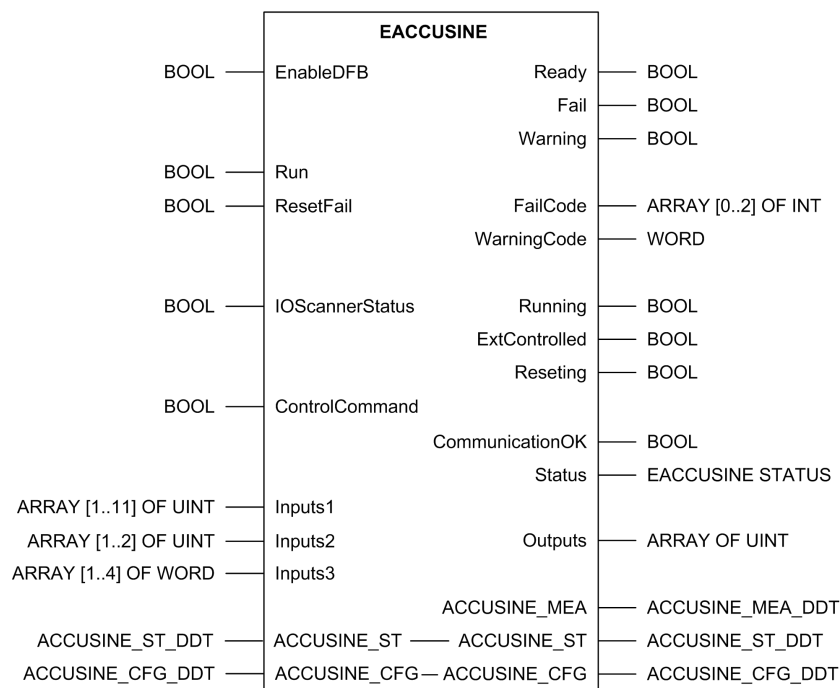 EACCUSINE
BOOL EnableDFB Ready BOOL
Fail BOOL
Warning BOOL
BOOL Run
BOOL ResetFail FailCode ARRAY [0..2] OF INT
WarningCode WORD
BOOL IOScannerStatus Running BOOL
ExtControlled BOOL
Reseting BOOL
BOOL ControlCommand
CommunicationOK BOOL
Status EACCUSINE STATUS
ARRAY [1..11] OF UINT Inputs1
ARRAY [1..2] OF UINT Inputs2 Outputs ARRAY OF UINT
ARRAY [1..4] OF WORD Inputs3
ACCUSINE_MEA ACCUSINE_MEA_DDT
ACCUSINE_ST_DDT ACCUSINE_ST ACCUSINE_ST ACCUSINE_ST_DDT
ACCUSINE_CFG_DDT ACCUSINE_CFG ACCUSINE_CFG ACCUSINE_CFG_DDT